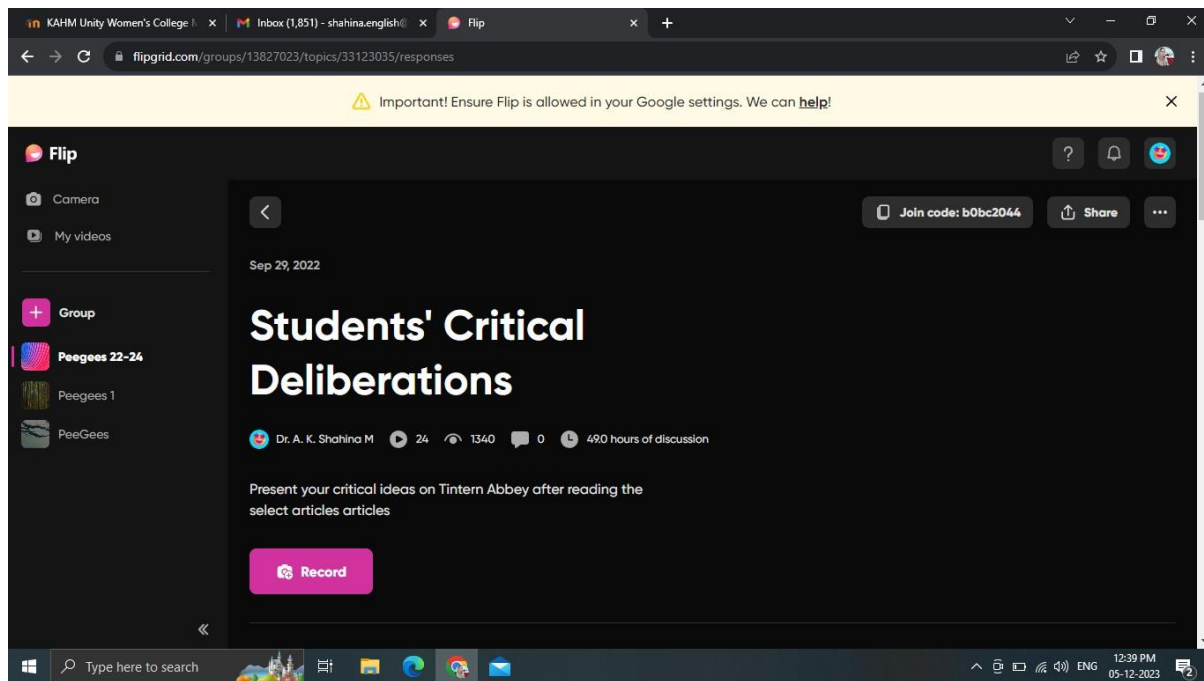 KAHM Unity Women's College
Inbox (1,851) - shahina.english@
Flip
flipgrid.com/groups/13827023/topics/33123035/responses
Important! Ensure Flip is allowed in your Google settings. We can help!
Flip
Camera
My videos
Group
Peegees 22-24
Peegees 1
PeeGees
Join code: b0bc2044
Share
Sep 29, 2022
Students' Critical
Deliberations
Dr. A. K. Shahina M 24 1340 0 49.0 hours of discussion
Present your critical ideas on Tintern Abbey after reading the
select articles articles
Record
Type here to search
ENG
12:39 PM
05-12-2023
2